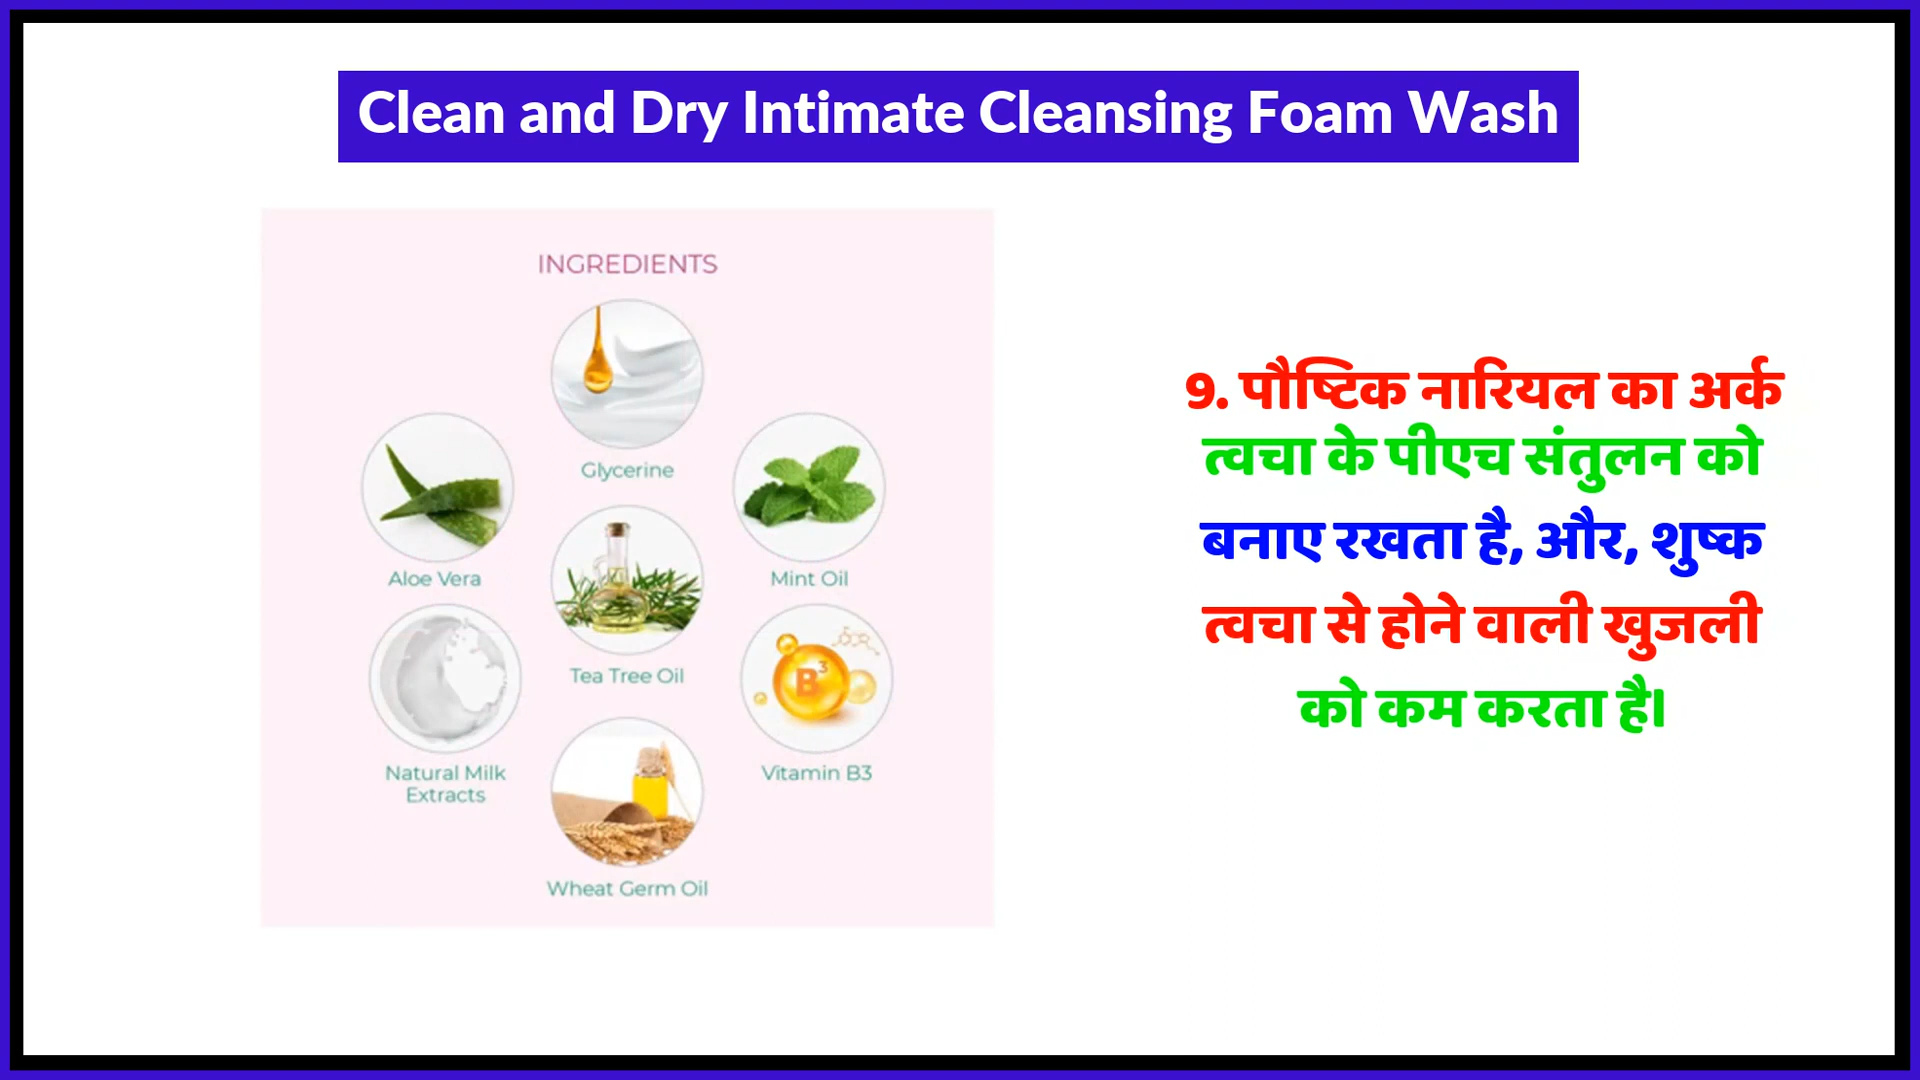 Clean and Dry Intimate Cleansing Foam Wash
INGREDIENTS
Glycerine
Aloe Vera
Mint Oil
Tea Tree Oil
B3
Natural Milk
Extracts
Vitamin B3
Wheat Germ Oil
9. पौष्टिक नारियल का अर्क
त्वचा के पीएच संतुलन को
बनाए रखता है, और, शुष्क
त्वचा से होने वाली खुजली
को कम करता है।